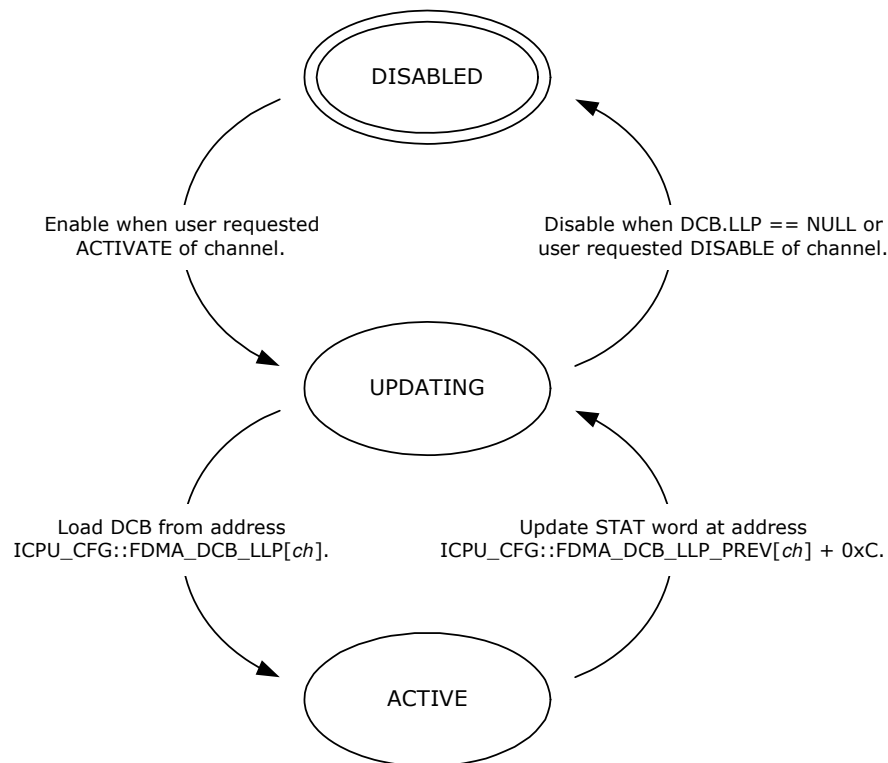 DISABLED
Enable when user requested
ACTIVATE of channel.
Disable when DCB.LLP == NULL or
user requested DISABLE of channel.
UPDATING
Load DCB from address
ICPU_CFG::FDMA_DCB_LLP[ch].
Update STAT word at address
ICPU_CFG::FDMA_DCB_LLP_PREV[ch] + 0xC.
ACTIVE